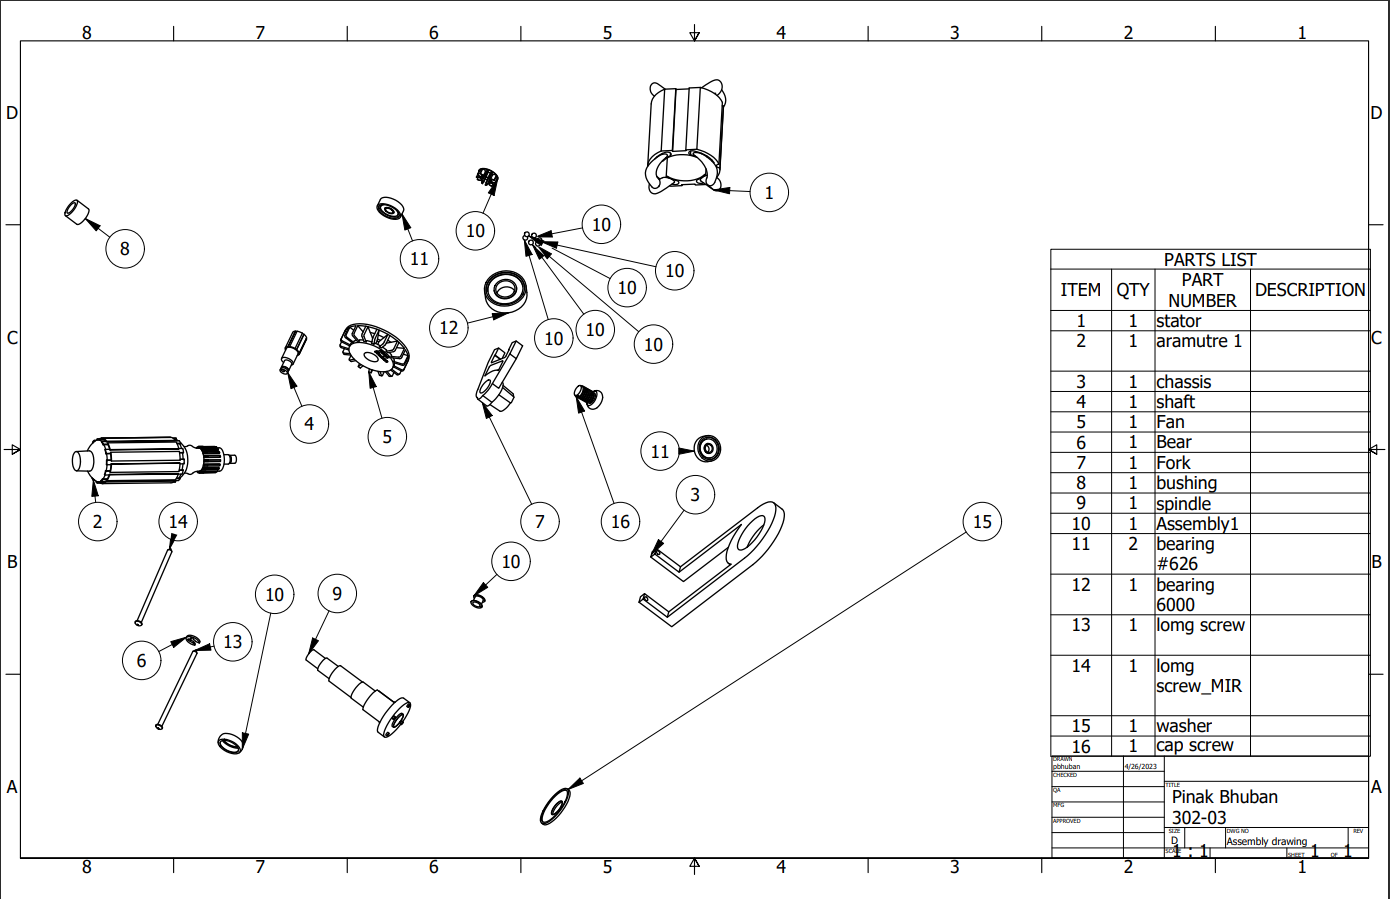 8 7 6 5 4 3 2 1
D D
1
10
10
8
11
10
10
12
10
10
10
C C
4
5
11
3
2
14
7
16
15
B B
10
10
9
6
13
A A
PARTS LIST
ITEM QTY PART NUMBER DESCRIPTION
1 1 stator
2 1 aramutre 1
3 1 chassis
4 1 shaft
5 1 Fan
6 1 Bear
7 1 Fork
8 1 bushing
9 1 spindle
10 1 Assembly1
11 2 bearing
#626
12 1 bearing
6000
13 1 lomg screw
14 1 lomg
screw_MIR
15 1 washer
16 1 cap screw
DRAWN
pbhuban 4/26/2023
CHECKED
QA
MFG
APPROVED
TITLE
Pinak Bhuban
302-03
SIZE
D
DWG NO
Assembly drawing
REV
SCALE
1 : 1
SHEET 1 OF 1
8 7 6 5 4 3 2 1